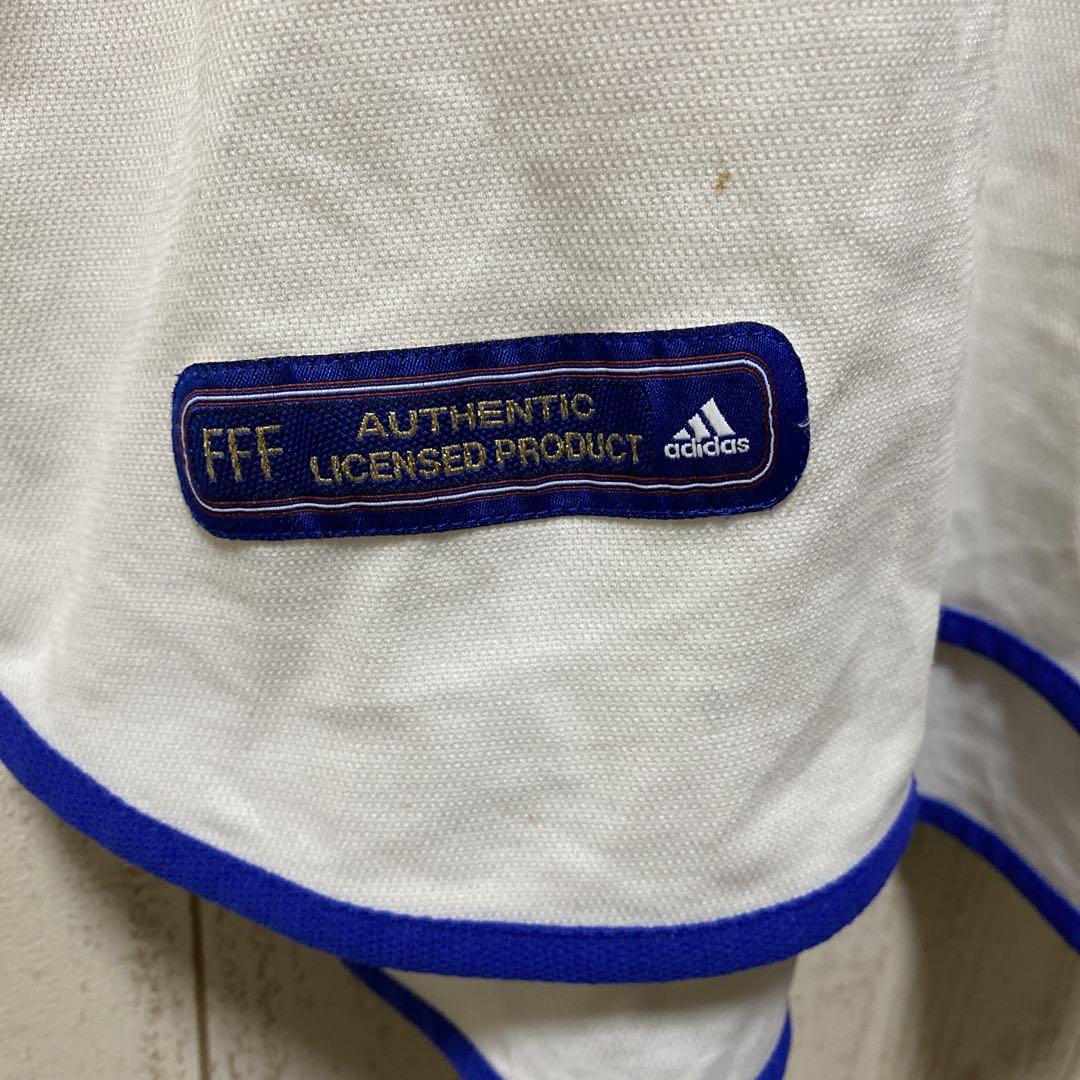 FFF
AUTHENTIC
LICENSED PRODUCT
adidas